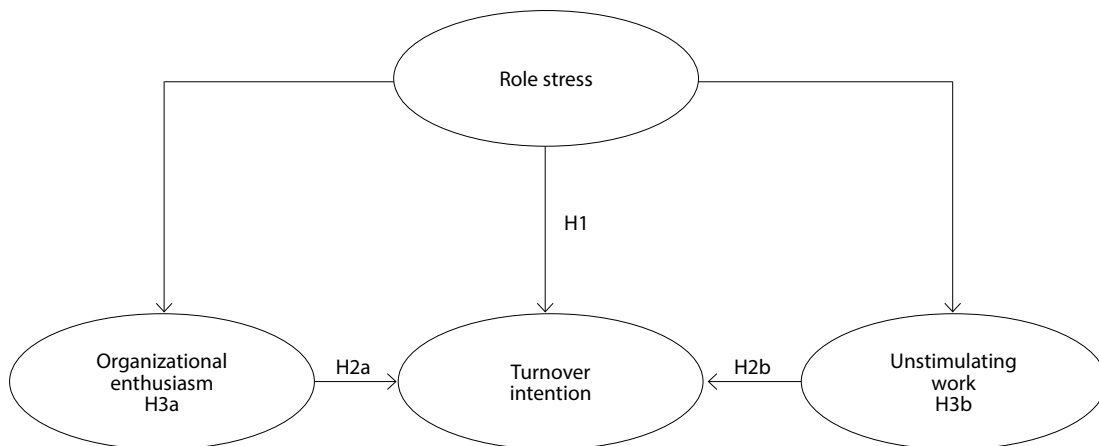 Role stress
H1
Organizational
enthusiasm
H3a
H2a
Turnover
intention
H2b
Unstimulating
work
H3b